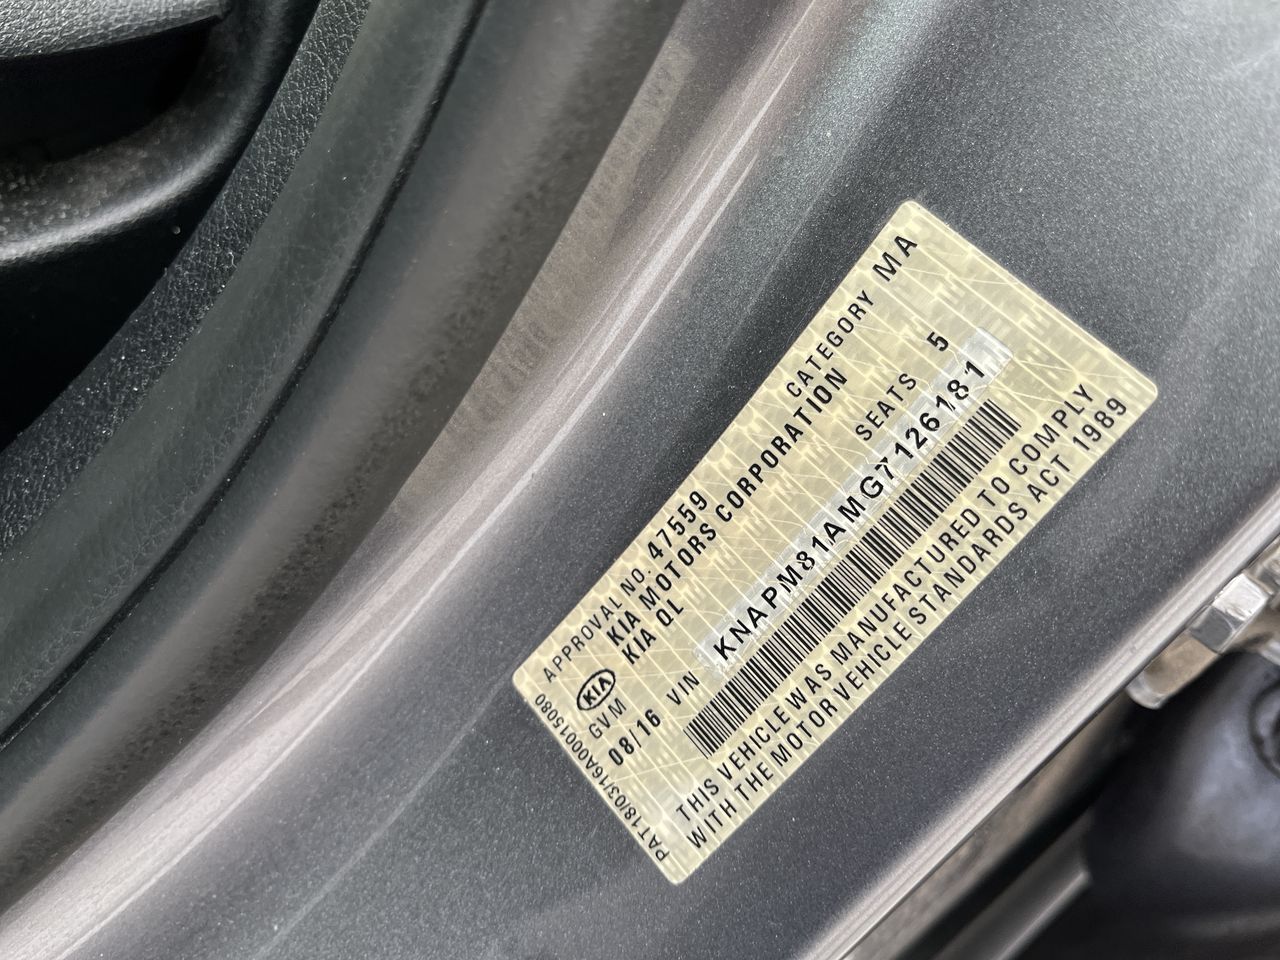 APPROVAL NO. 47559 CATEGORY MA
KIA KIA MOTORS CORPORATION
KIA QL
GVM SEATS 5
08/16 VIN KNAPM81AMG7126181
THIS VEHICLE WAS MANUFACTURED TO COMPLY
WITH THE MOTOR VEHICLE STANDARDS ACT 1989
PAT18/03/16A00015080